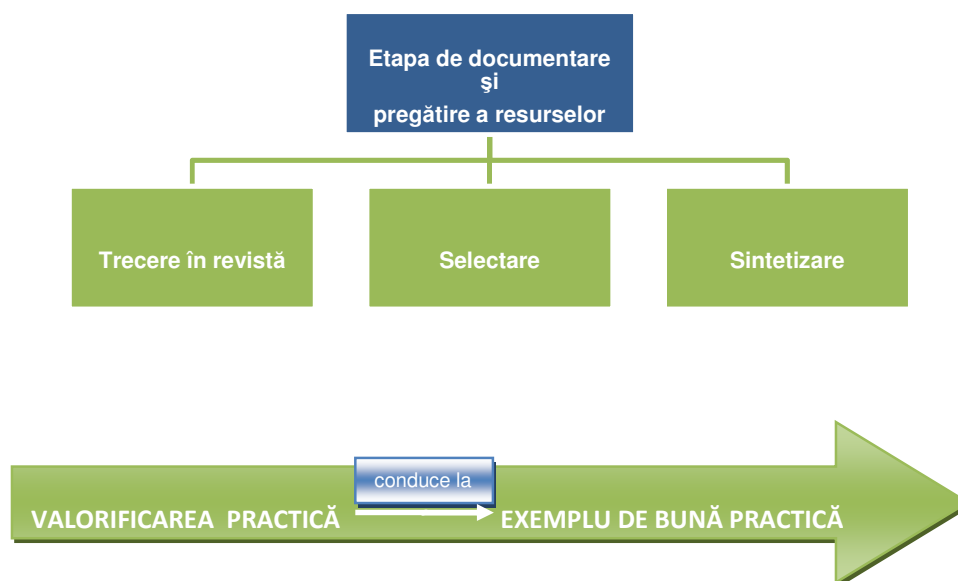 Etapa de documentare
şi
pregătire a resurselor
Trecere în revistă
Selectare
Sintetizare
conduce la
VALORIFICAREA PRACTICĂ
EXEMPLU DE BUNĂ PRACTICĂ